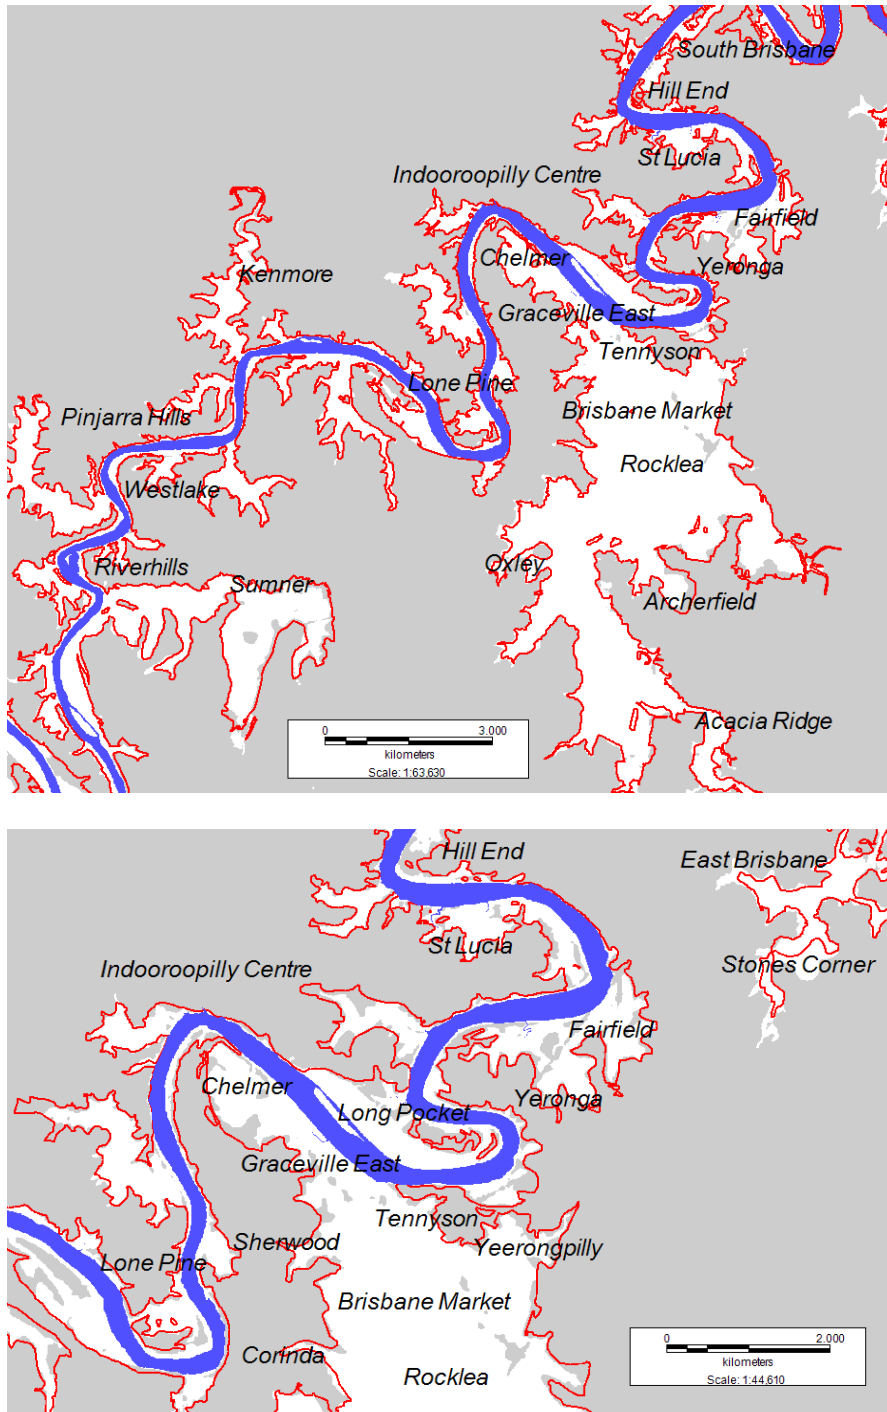 South Brisbane
Hill End
St Lucia
Indooroopilly Centre
Fairfield
Chelmer
Yeronga
Kenmore
Graceville East
Tennyson
Lone Pine
Pinjarra Hills
Brisbane Market
Rocklea
Westlake
Oxley
Riverhills
Sumner
Archerfield
Acacia Ridge
0 3.000
kilometers
Scale: 1:63,630
Hill End
East Brisbane
St Lucia
Indooroopilly Centre
Stones Corner
Fairfield
Chelmer
Yeronga
Long Pocket
Graceville East
Tennyson
Sherwood
Yeerongpilly
Lone Pine
Brisbane Market
Corinda
Rocklea
0 2.000
kilometers
Scale: 1:44,610